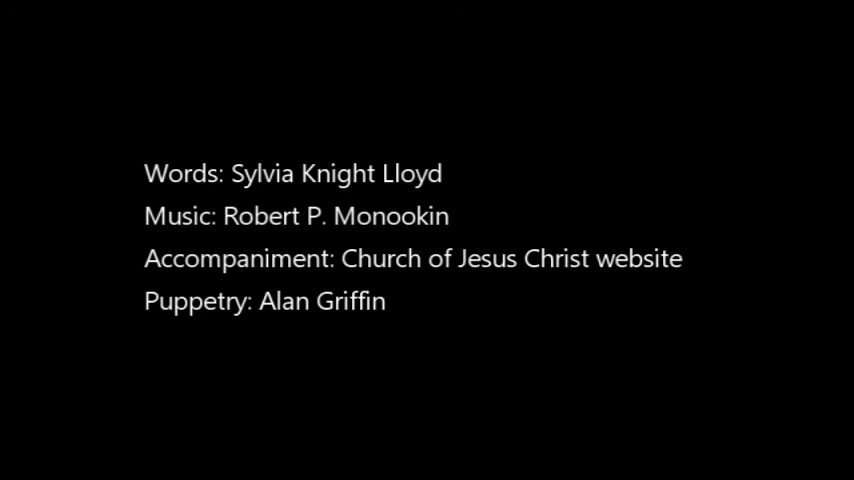 Words: Sylvia Knight Lloyd
Music: Robert P. Monookin
Accompaniment: Church of Jesus Christ website
Puppetry: Alan Griffin